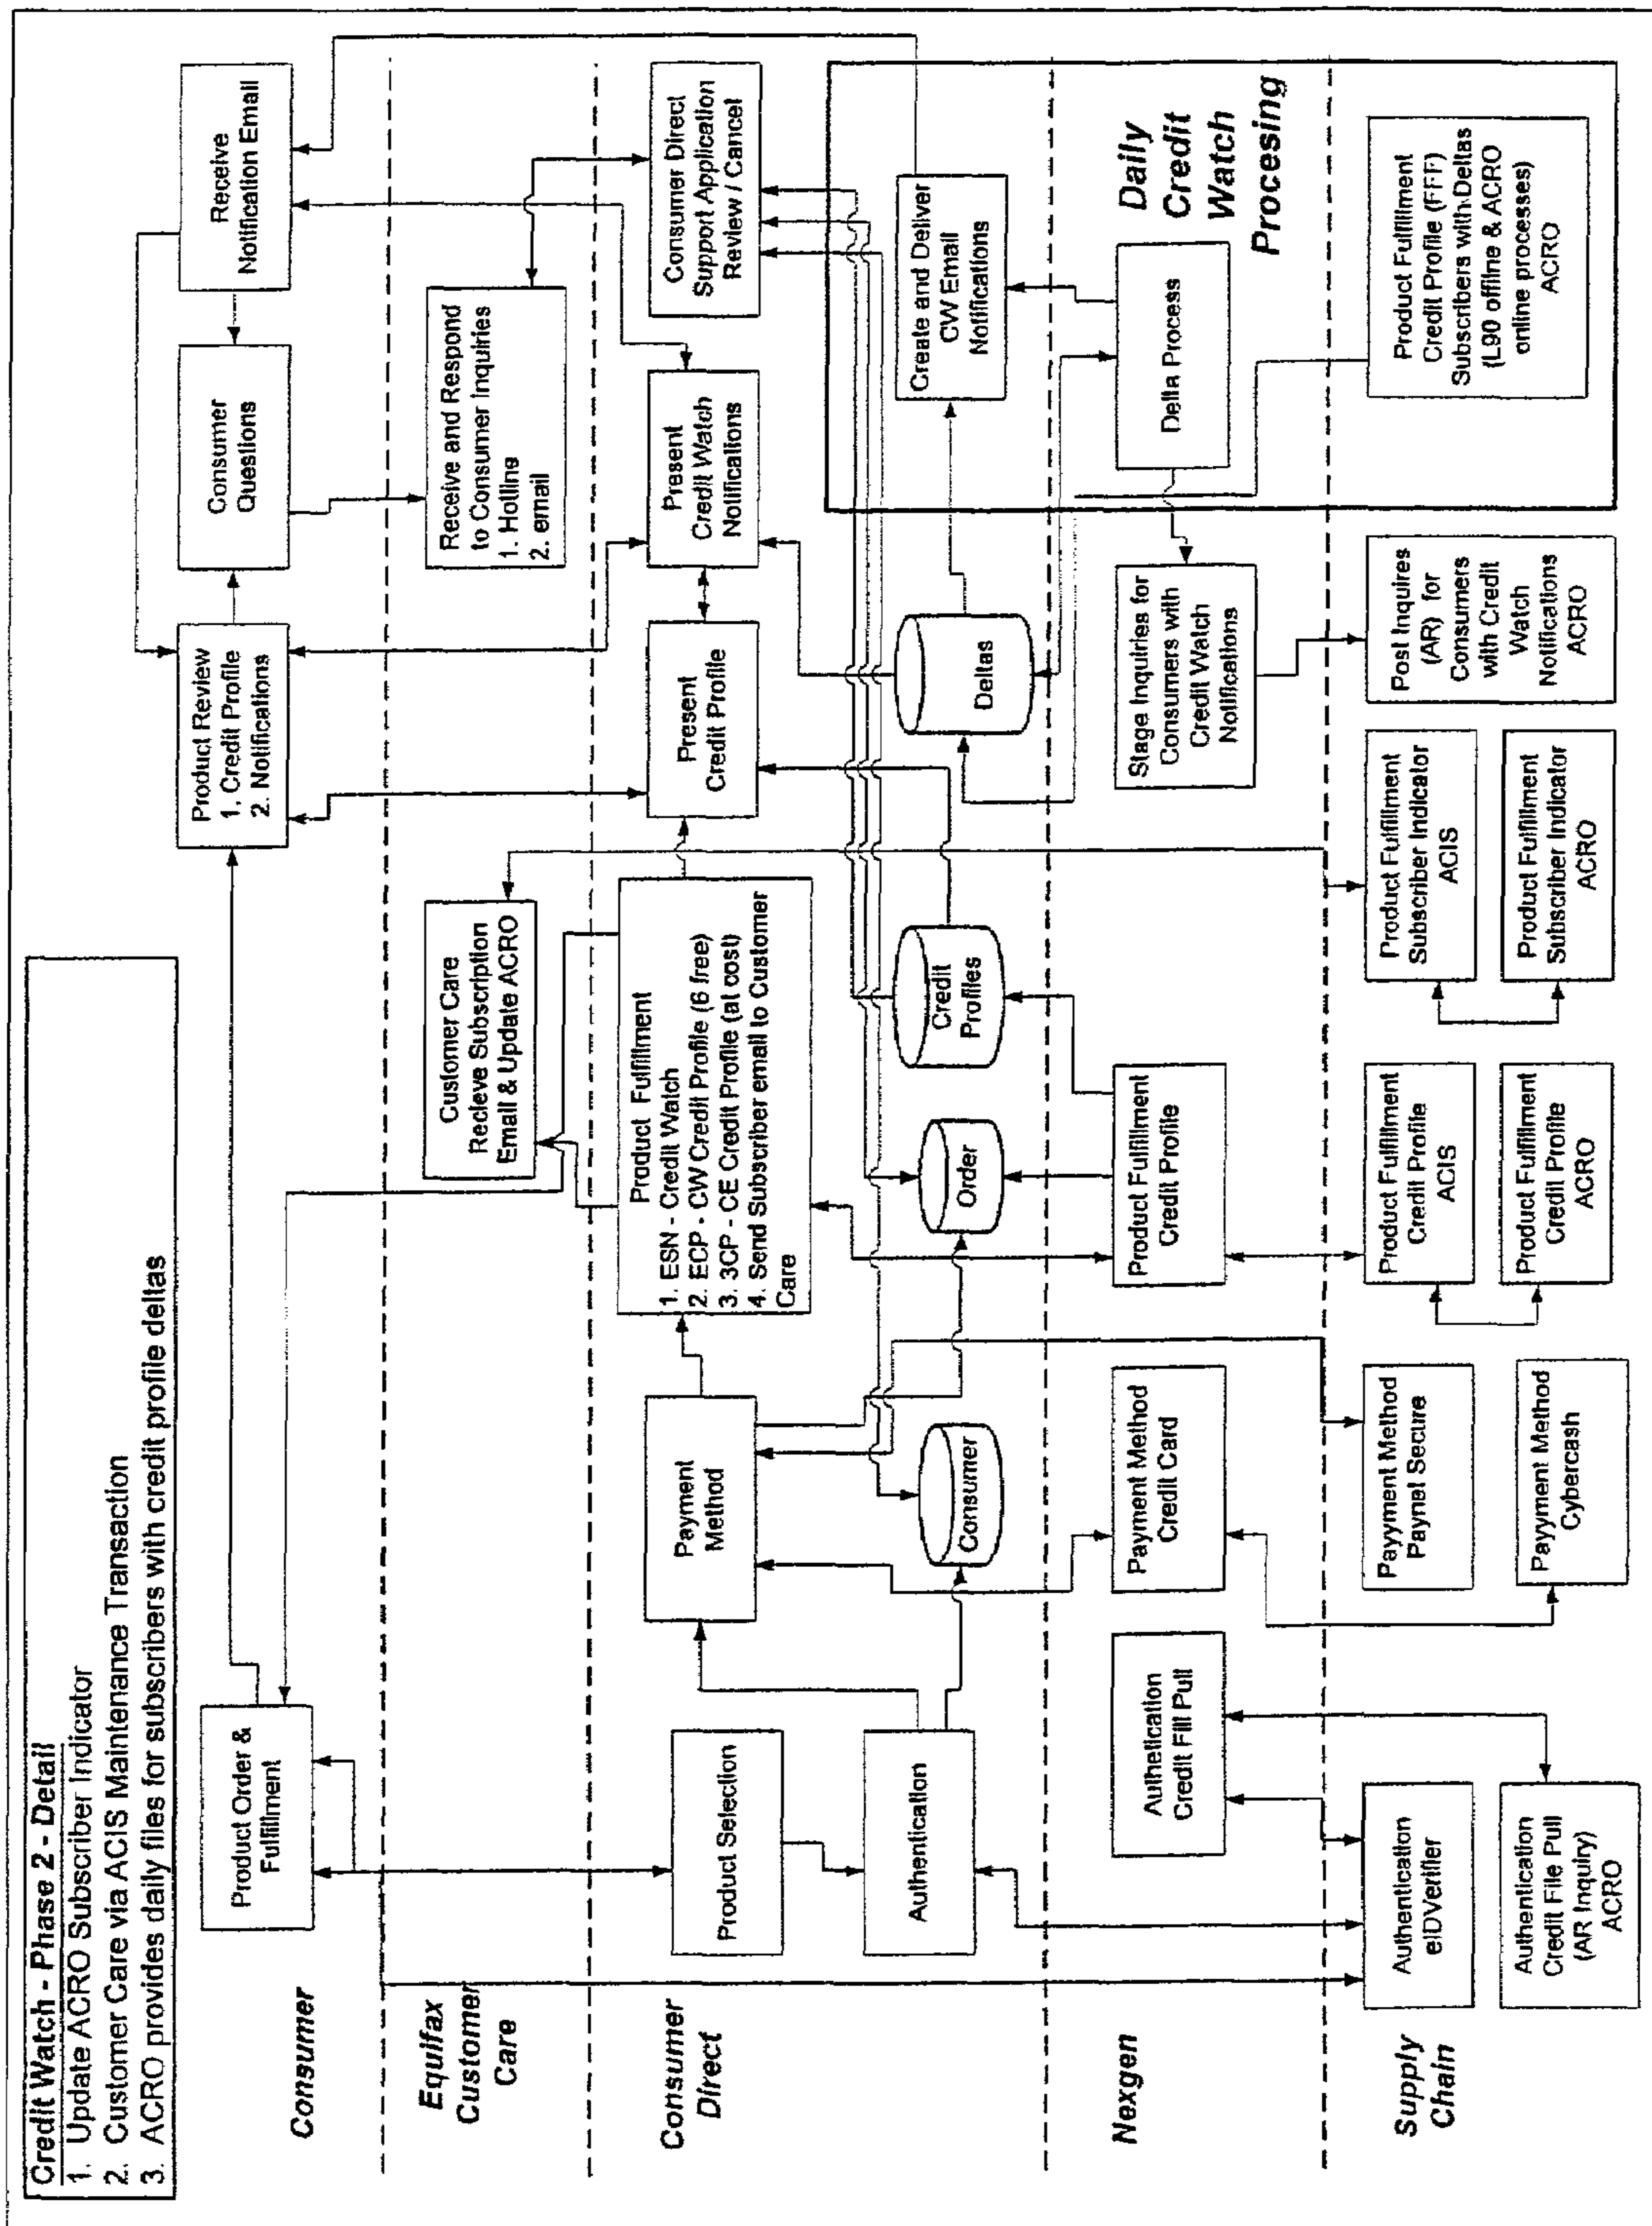 Credit Watch - Phase 2 - Detail
1. Update ACRO Subscriber Indicator
2. Customer Care via ACIS Maintenance Transaction
3. ACRO provides daily files for subscribers with credit profile deltas
Consumer
Product Order &
Fulfillment
Product Review
1. Credit Profile
2. Notifications
Consumer
Questions
Receive
Notification Email
Equifax
Customer
Care
Customer Care
Recieve Subscription
Email & Update ACRO
Receive and Respond
to Consumer Inquiries
1. Hotline
2. email
Consumer
Direct
Product Selection
Authentication
Payment
Method
Product Fulfillment
1. ESN - Credit Watch
2. ECP - CW Credit Profile (6 free)
3. 3CP - CE Credit Profile (at cost)
4. Send Subscriber email to Customer
Care
Present
Credit Profile
Present
Credit Watch
Notifications
Consumer Direct
Support Application
Review / Cancel
Consumer
Order
Credit
Profiles
Deltas
Create and Deliver
CW Email
Notifications
Nexgen
Authetication
Credit Fill Pull
Payment Method
Credit Card
Product Fulfillment
Credit Profile
Stage Inquiries for
Consumers with
Credit Watch
Notifications
Delta Process
Daily
Credit
Watch
Procesing
Supply
Chain
Authentication
eIDVerifier
Authentication
Credit File Pull
(AR Inquiry)
ACRO
Payyment Method
Paynet Secure
Payyment Method
Cybercash
Product Fulfillment
Credit Profile
ACIS
Product Fulfillment
Credit Profile
ACRO
Product Fulfillment
Subscriber Indicator
ACIS
Product Fulfillment
Subscriber Indicator
ACRO
Post Inquires
(AR) for
Consumers
with Credit
Watch
Notifications
ACRO
Product Fulfillment
Credit Profile (FFF)
Subscribers with Deltas
(L90 offline & ACRO
online processes)
ACRO